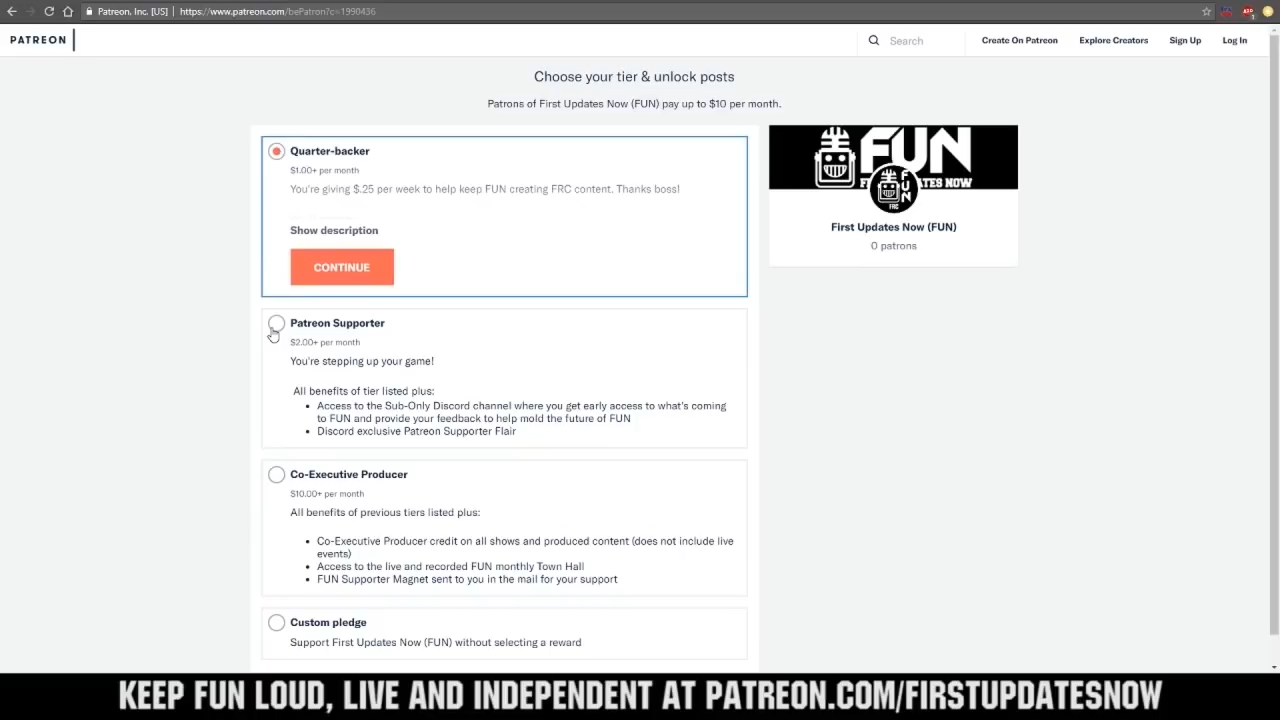 Patreon, Inc. [US] | https://www.patreon.com/bePatron?c=1990436
PATREON
Search
Create On Patreon
Explore Creators
Sign Up
Log In
Choose your tier & unlock posts
Patrons of First Updates Now (FUN) pay up to $10 per month.
Quarter-backer
$1.00+ per month
You're giving $.25 per week to help keep FUN creating FRC content. Thanks boss!
Show description
CONTINUE
FUN
FUN
FRC
First Updates Now (FUN)
0 patrons
Patreon Supporter
$2.00+ per month
You're stepping up your game!
All benefits of tier listed plus:
Access to the Sub-Only Discord channel where you get early access to what's coming
to FUN and provide your feedback to help mold the future of FUN
Discord exclusive Patreon Supporter Flair
Co-Executive Producer
$10.00+ per month
All benefits of previous tiers listed plus:
Co-Executive Producer credit on all shows and produced content (does not include live
events)
Access to the live and recorded FUN monthly Town Hall
FUN Supporter Magnet sent to you in the mail for your support
Custom pledge
Support First Updates Now (FUN) without selecting a reward
KEEP FUN LOUD, LIVE AND INDEPENDENT AT PATREON.COM/FIRSTUPDATESNOW